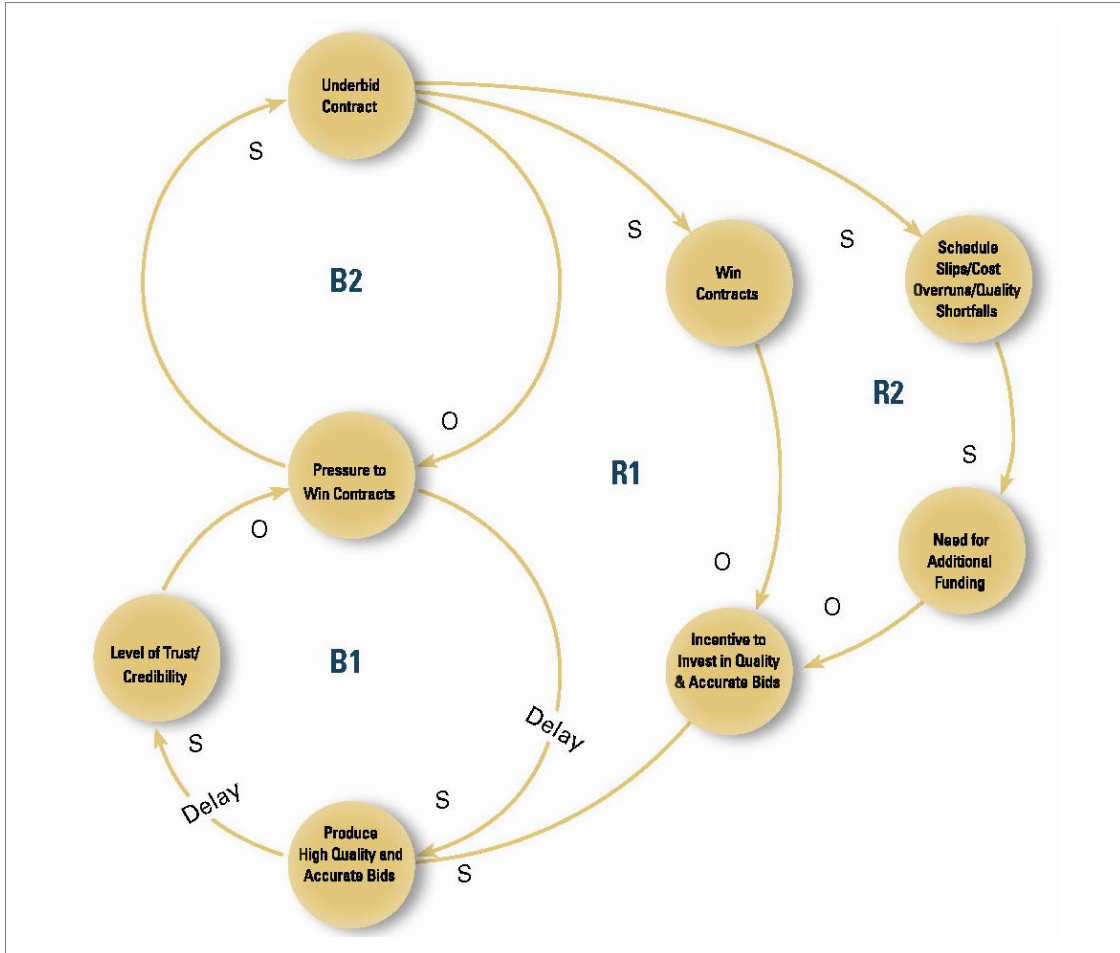 Underbid
Contract
S
S
S
Schedule
Slips/Cost
Overruns/Quality
Shortfalls
Win
Contracts
B2
R2
O
Pressure to
Win Contracts
R1
S
O
Need for
Additional
Funding
O
O
Incentive to
Invest in Quality
& Accurate Bids
Level of Trust/
Credibility
B1
Delay
S
Delay
S
Produce
High Quality and
Accurate Bids
S